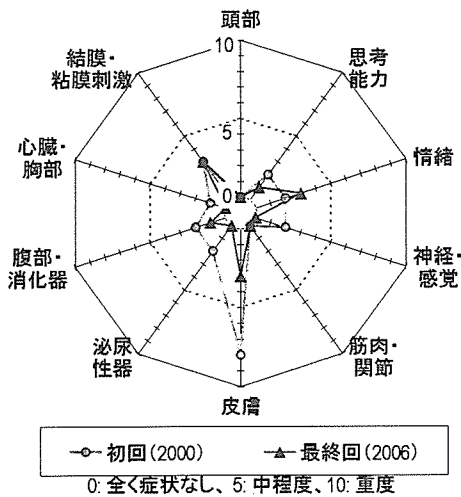 頭部
10
5
0
思考
能力
情緒
神経・
感覚
筋肉・
関節
皮膚
泌尿
性器
腹部・
消化器
心臓・
胸部
結膜・
粘膜刺激
初回(2000) 最終回(2006)
0: 全く症状なし、5: 中程度、10: 重度